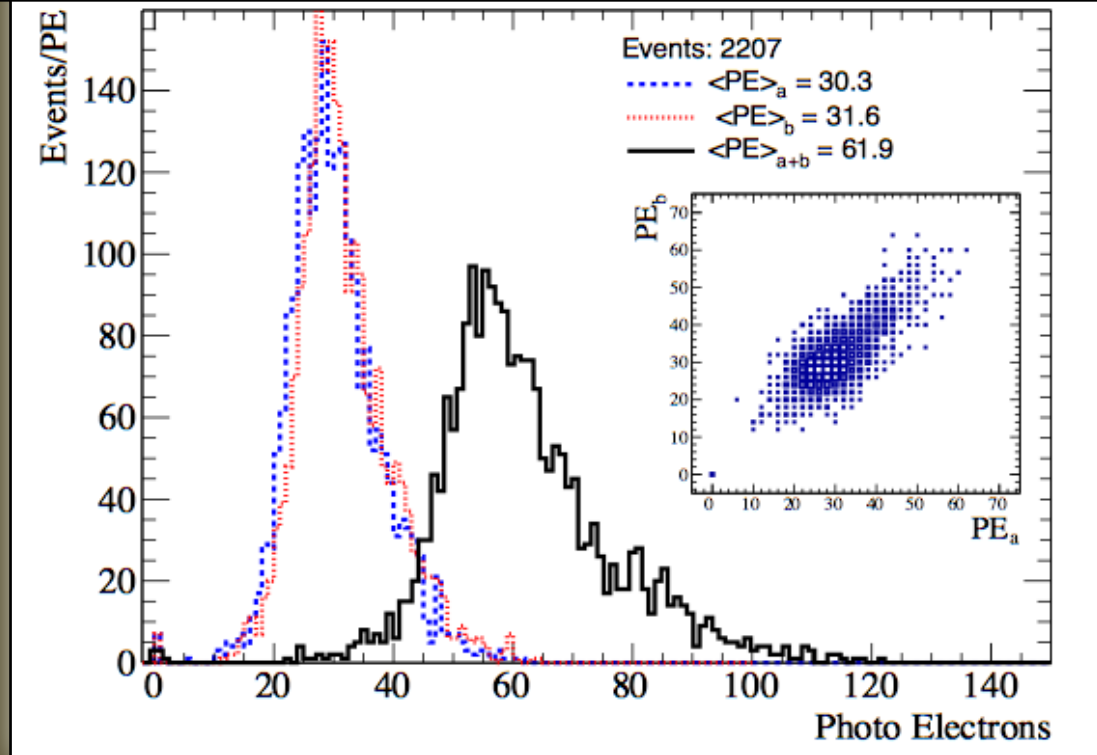 Events/PE
140
120
100
80
60
40
20
0
0 20 40 60 80 100 120 140
Photo Electrons
Events: 2207
<PE>a = 30.3
<PE>b = 31.6
<PE>a+b = 61.9
PEb
70
60
50
40
30
20
10
0
0 10 20 30 40 50 60 70
PEa